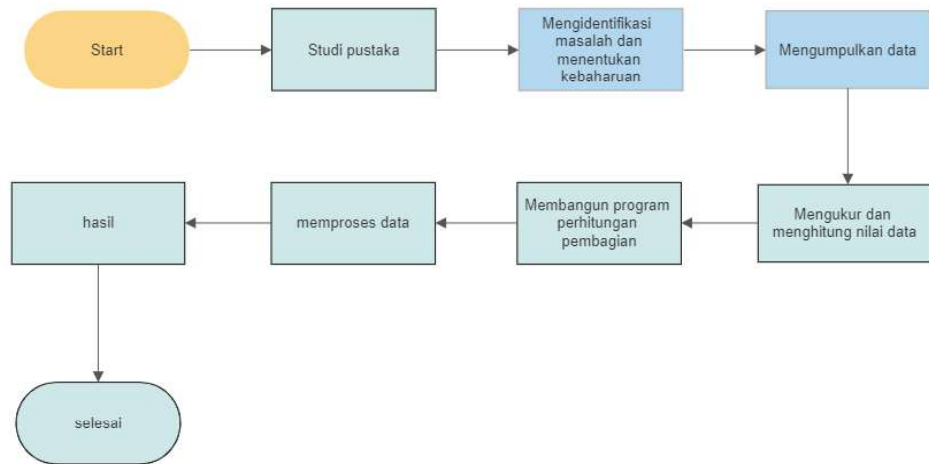 Start
Studi pustaka
Mengidentifikasi
masalah dan
menentukan
kebaharuan
Mengumpulkan data
Mengukur dan
menghitung nilai data
Membangun program
perhitungan
pembagian
memproses data
hasil
selesai